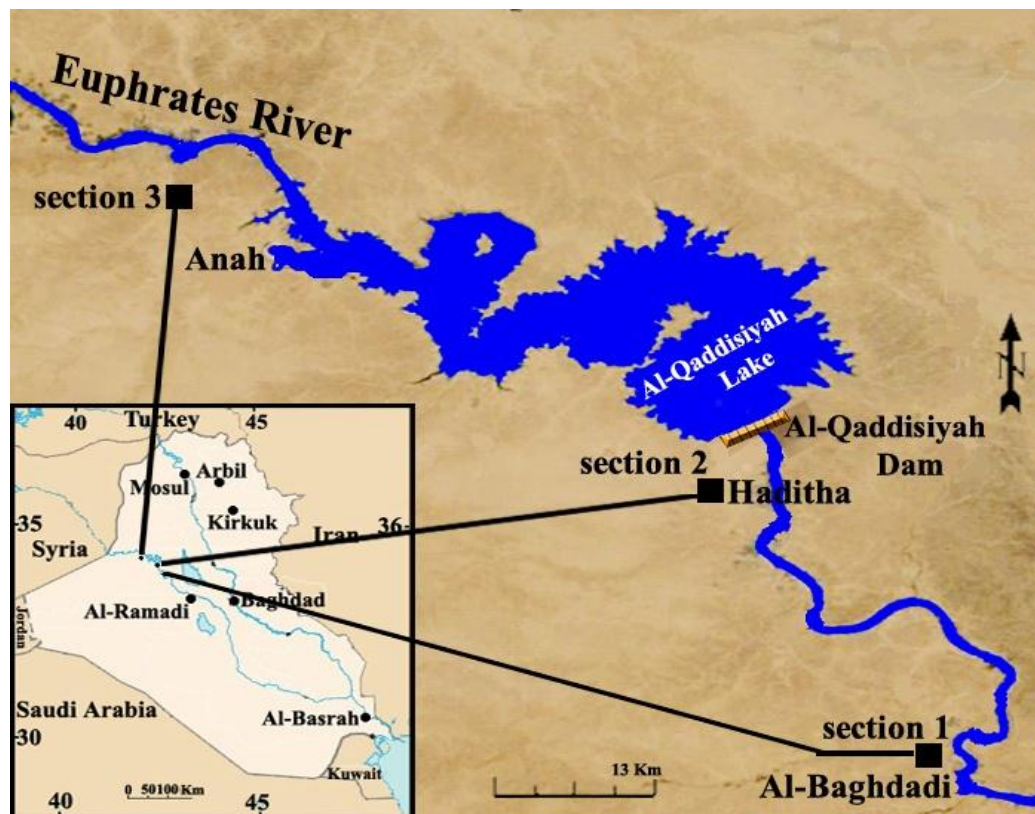 Euphrates River
section 3
Anah
Al-Qaddisiyah
Lake
Al-Qaddisiyah
Dam
section 2
Haditha
N
section 1
Al-Baghdadi
13 Km
40
Turkey
45
Arbil
Mosul
Kirkuk
35
Iran
36
Syria
Al-Ramadi
Baghdad
Jordan
Saudi Arabia
Al-Basrah
30
Kuwait
0 50100 Km
40
45